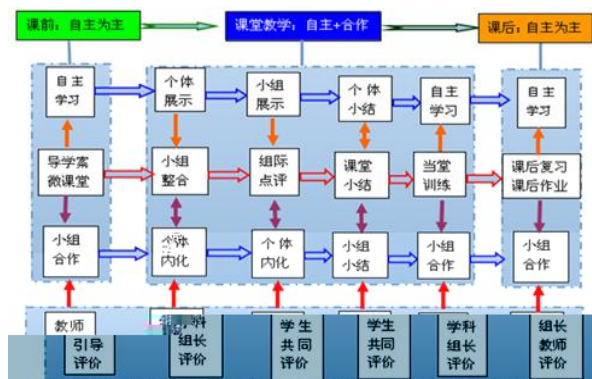 课前：自主为主
课堂教学：自主+合作
课后：自主为主
自主
学习
个体
展示
小组
展示
个体
小结
自主
学习
自主
学习
导学案
微课堂
小组
整合
组际
点评
课堂
小结
当堂
训练
课后复习
课后作业
小组
合作
个体
内化
个体
内化
小组
小结
小组
合作
小组
合作
教师
引导
评价
科
组长
评价
学生
共同
评价
学生
共同
评价
学科
组长
评价
组长
教师
评价